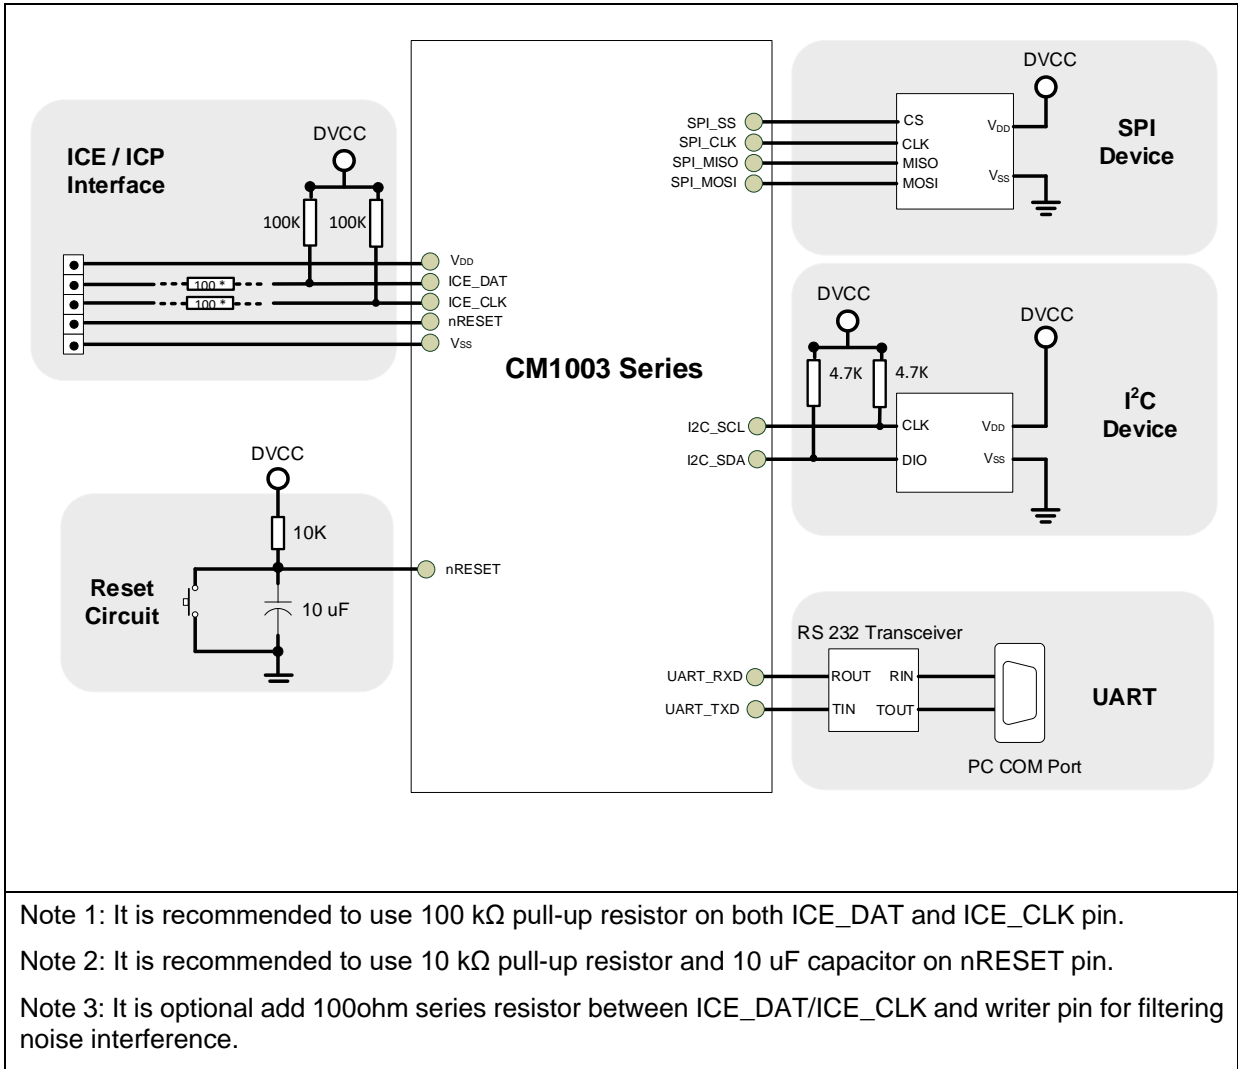 ICE / ICP
Interface
DVCC
100K 100K
100 *
100 *
VDD
ICE_DAT
ICE_CLK
nRESET
Vss
DVCC
10K
Reset
Circuit
10 uF
nRESET
CM1003 Series
SPI_SS
SPI_CLK
SPI_MISO
SPI_MOSI
DVCC
CS
CLK
MISO
MOSI
VDD
Vss
SPI
Device
DVCC
DVCC
4.7K 4.7K
I2C_SCL
I2C_SDA
CLK
DIO
VDD
Vss
I²C
Device
RS 232 Transceiver
UART_RXD
UART_TXD
ROUT RIN
TIN TOUT
UART
PC COM Port
Note 1: It is recommended to use 100 kΩ pull-up resistor on both ICE_DAT and ICE_CLK pin.
Note 2: It is recommended to use 10 kΩ pull-up resistor and 10 uF capacitor on nRESET pin.
Note 3: It is optional add 100ohm series resistor between ICE_DAT/ICE_CLK and writer pin for filtering
noise interference.